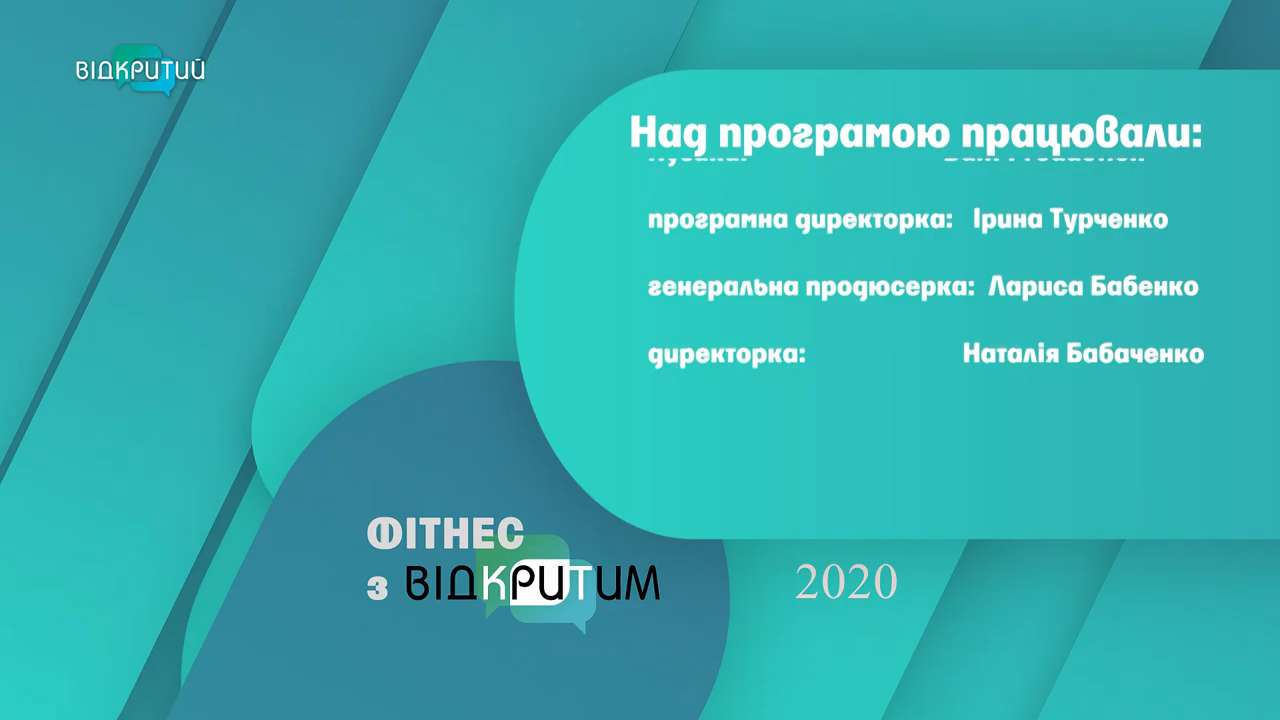 ВІДКРИТИЙ
Над програмою працювали:
програмна директорка: Ірина Турченко
генеральна продюсерка: Лариса Бабенко
директорка: Наталія Бабаченко
ФІТНЕС
З ВІДКРИТИМ
2020